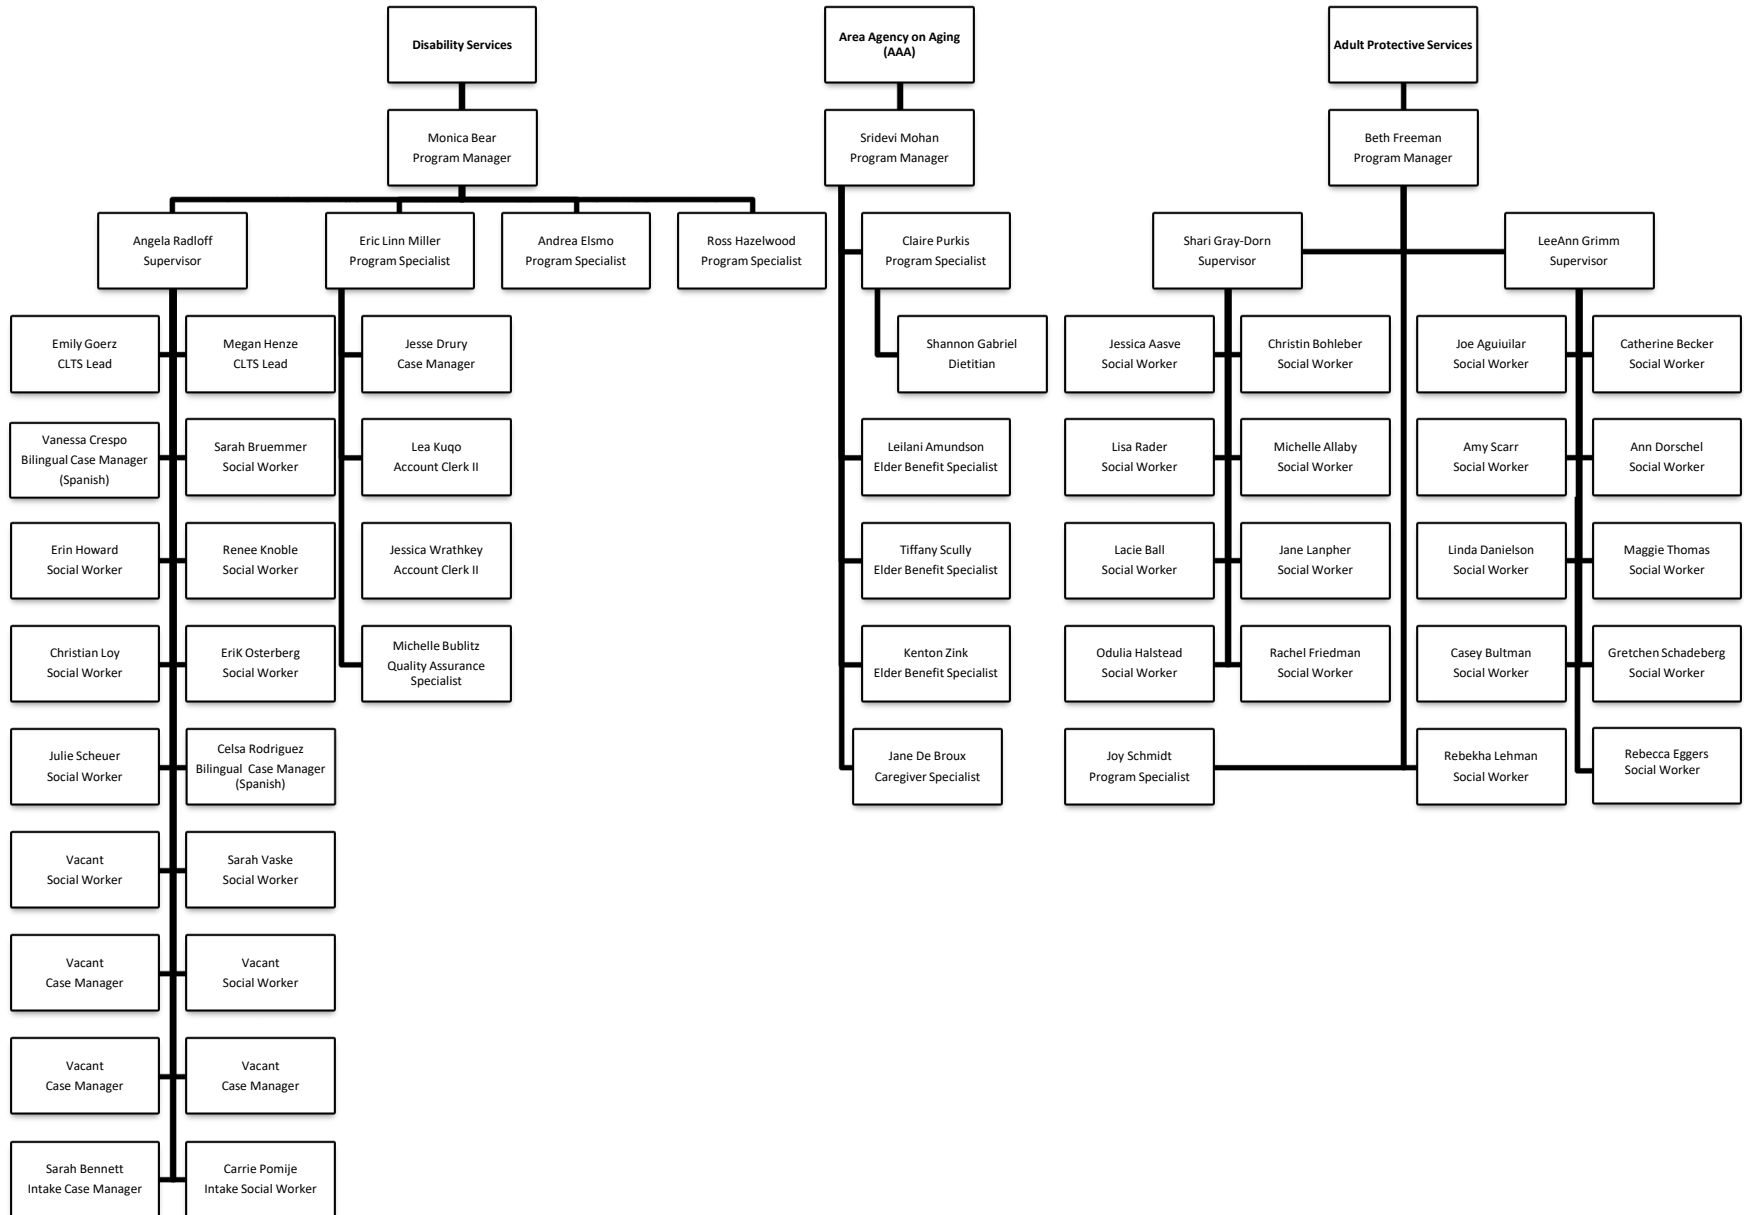 Disability Services
Area Agency on Aging
(AAA)
Adult Protective Services
Monica Bear
Program Manager
Sridevi Mohan
Program Manager
Beth Freeman
Program Manager
Angela Radloff
Supervisor
Eric Linn Miller
Program Specialist
Andrea Elsmo
Program Specialist
Ross Hazelwood
Program Specialist
Claire Purkis
Program Specialist
Shari Gray-Dorn
Supervisor
LeeAnn Grimm
Supervisor
Emily Goerz
CLTS Lead
Megan Henze
CLTS Lead
Jesse Drury
Case Manager
Shannon Gabriel
Dietitian
Jessica Aasve
Social Worker
Christin Bohleber
Social Worker
Joe Aguiuilar
Social Worker
Catherine Becker
Social Worker
Vanessa Crespo
Bilingual Case Manager
(Spanish)
Sarah Bruemmer
Social Worker
Lea Kuqo
Account Clerk II
Leilani Amundson
Elder Benefit Specialist
Lisa Rader
Social Worker
Michelle Allaby
Social Worker
Amy Scarr
Social Worker
Ann Dorschel
Social Worker
Erin Howard
Social Worker
Renee Knoble
Social Worker
Jessica Wrathkey
Account Clerk II
Tiffany Scully
Elder Benefit Specialist
Lacie Ball
Social Worker
Jane Lanpher
Social Worker
Linda Danielson
Social Worker
Maggie Thomas
Social Worker
Christian Loy
Social Worker
EriK Osterberg
Social Worker
Michelle Bublitz
Quality Assurance
Specialist
Kenton Zink
Elder Benefit Specialist
Odulia Halstead
Social Worker
Rachel Friedman
Social Worker
Casey Bultman
Social Worker
Gretchen Schadeberg
Social Worker
Julie Scheuer
Social Worker
Celsa Rodriguez
Bilingual  Case Manager
(Spanish)
Jane De Broux
Caregiver Specialist
Joy Schmidt
Program Specialist
Rebekha Lehman
Social Worker
Rebecca Eggers
Social Worker
Vacant
Social Worker
Sarah Vaske
Social Worker
Vacant
Case Manager
Vacant
Social Worker
Vacant
Case Manager
Vacant
Case Manager
Sarah Bennett
Intake Case Manager
Carrie Pomije
Intake Social Worker